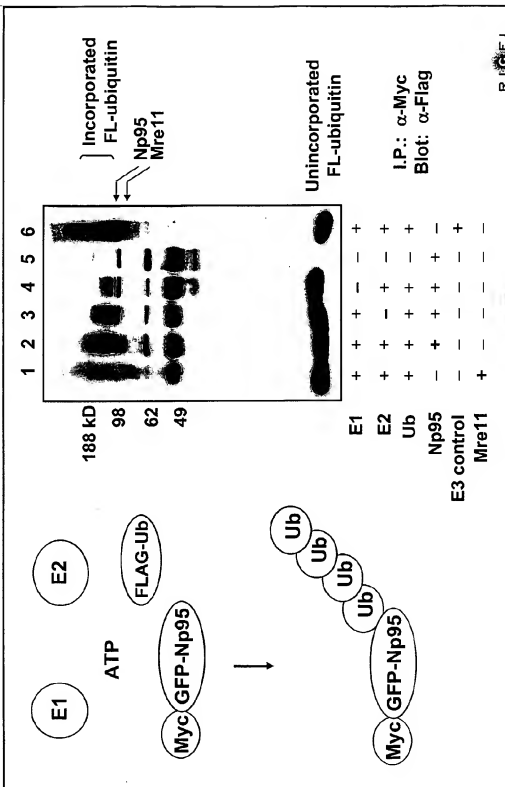 E1
E2
ATP
FLAG-Ub
Myc
GFP-Np95
Ub
Ub
Ub
Ub
Myc
GFP-Np95
1 2 3 4 5 6
188 kD
98
62
49
Incorporated
FL-ubiquitin
Np95
Mre11
Unincorporated
FL-ubiquitin
E1 + + + – – +
E2 + + – + – +
Ub + + + + – +
Np95 – + + + + –
E3 control – – – – – +
Mre11 + – – – – –
I.P.: α-Myc
Blot: α-Flag